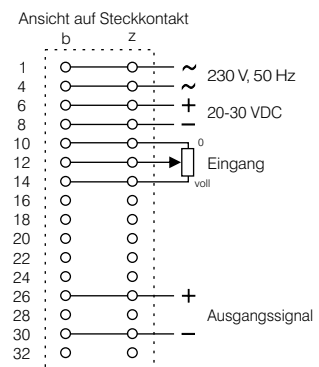 Ansicht auf Steckkontakt
b z
1 ~
4 ~
230 V, 50 Hz
6 +
20-30 VDC
8 −
10 0
12 Eingang
14 voll
16
18
20
22
24
26 +
28 Ausgangssignal
30 −
32